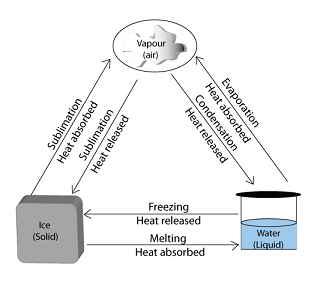 Vapour
(air)
Sublimation
Heat absorbed
Sublimation
Heat released
Evaporation
Heat absorbed
Condensation
Heat released
Freezing
Heat released
Melting
Heat absorbed
Ice
(Solid)
Water
(Liquid)